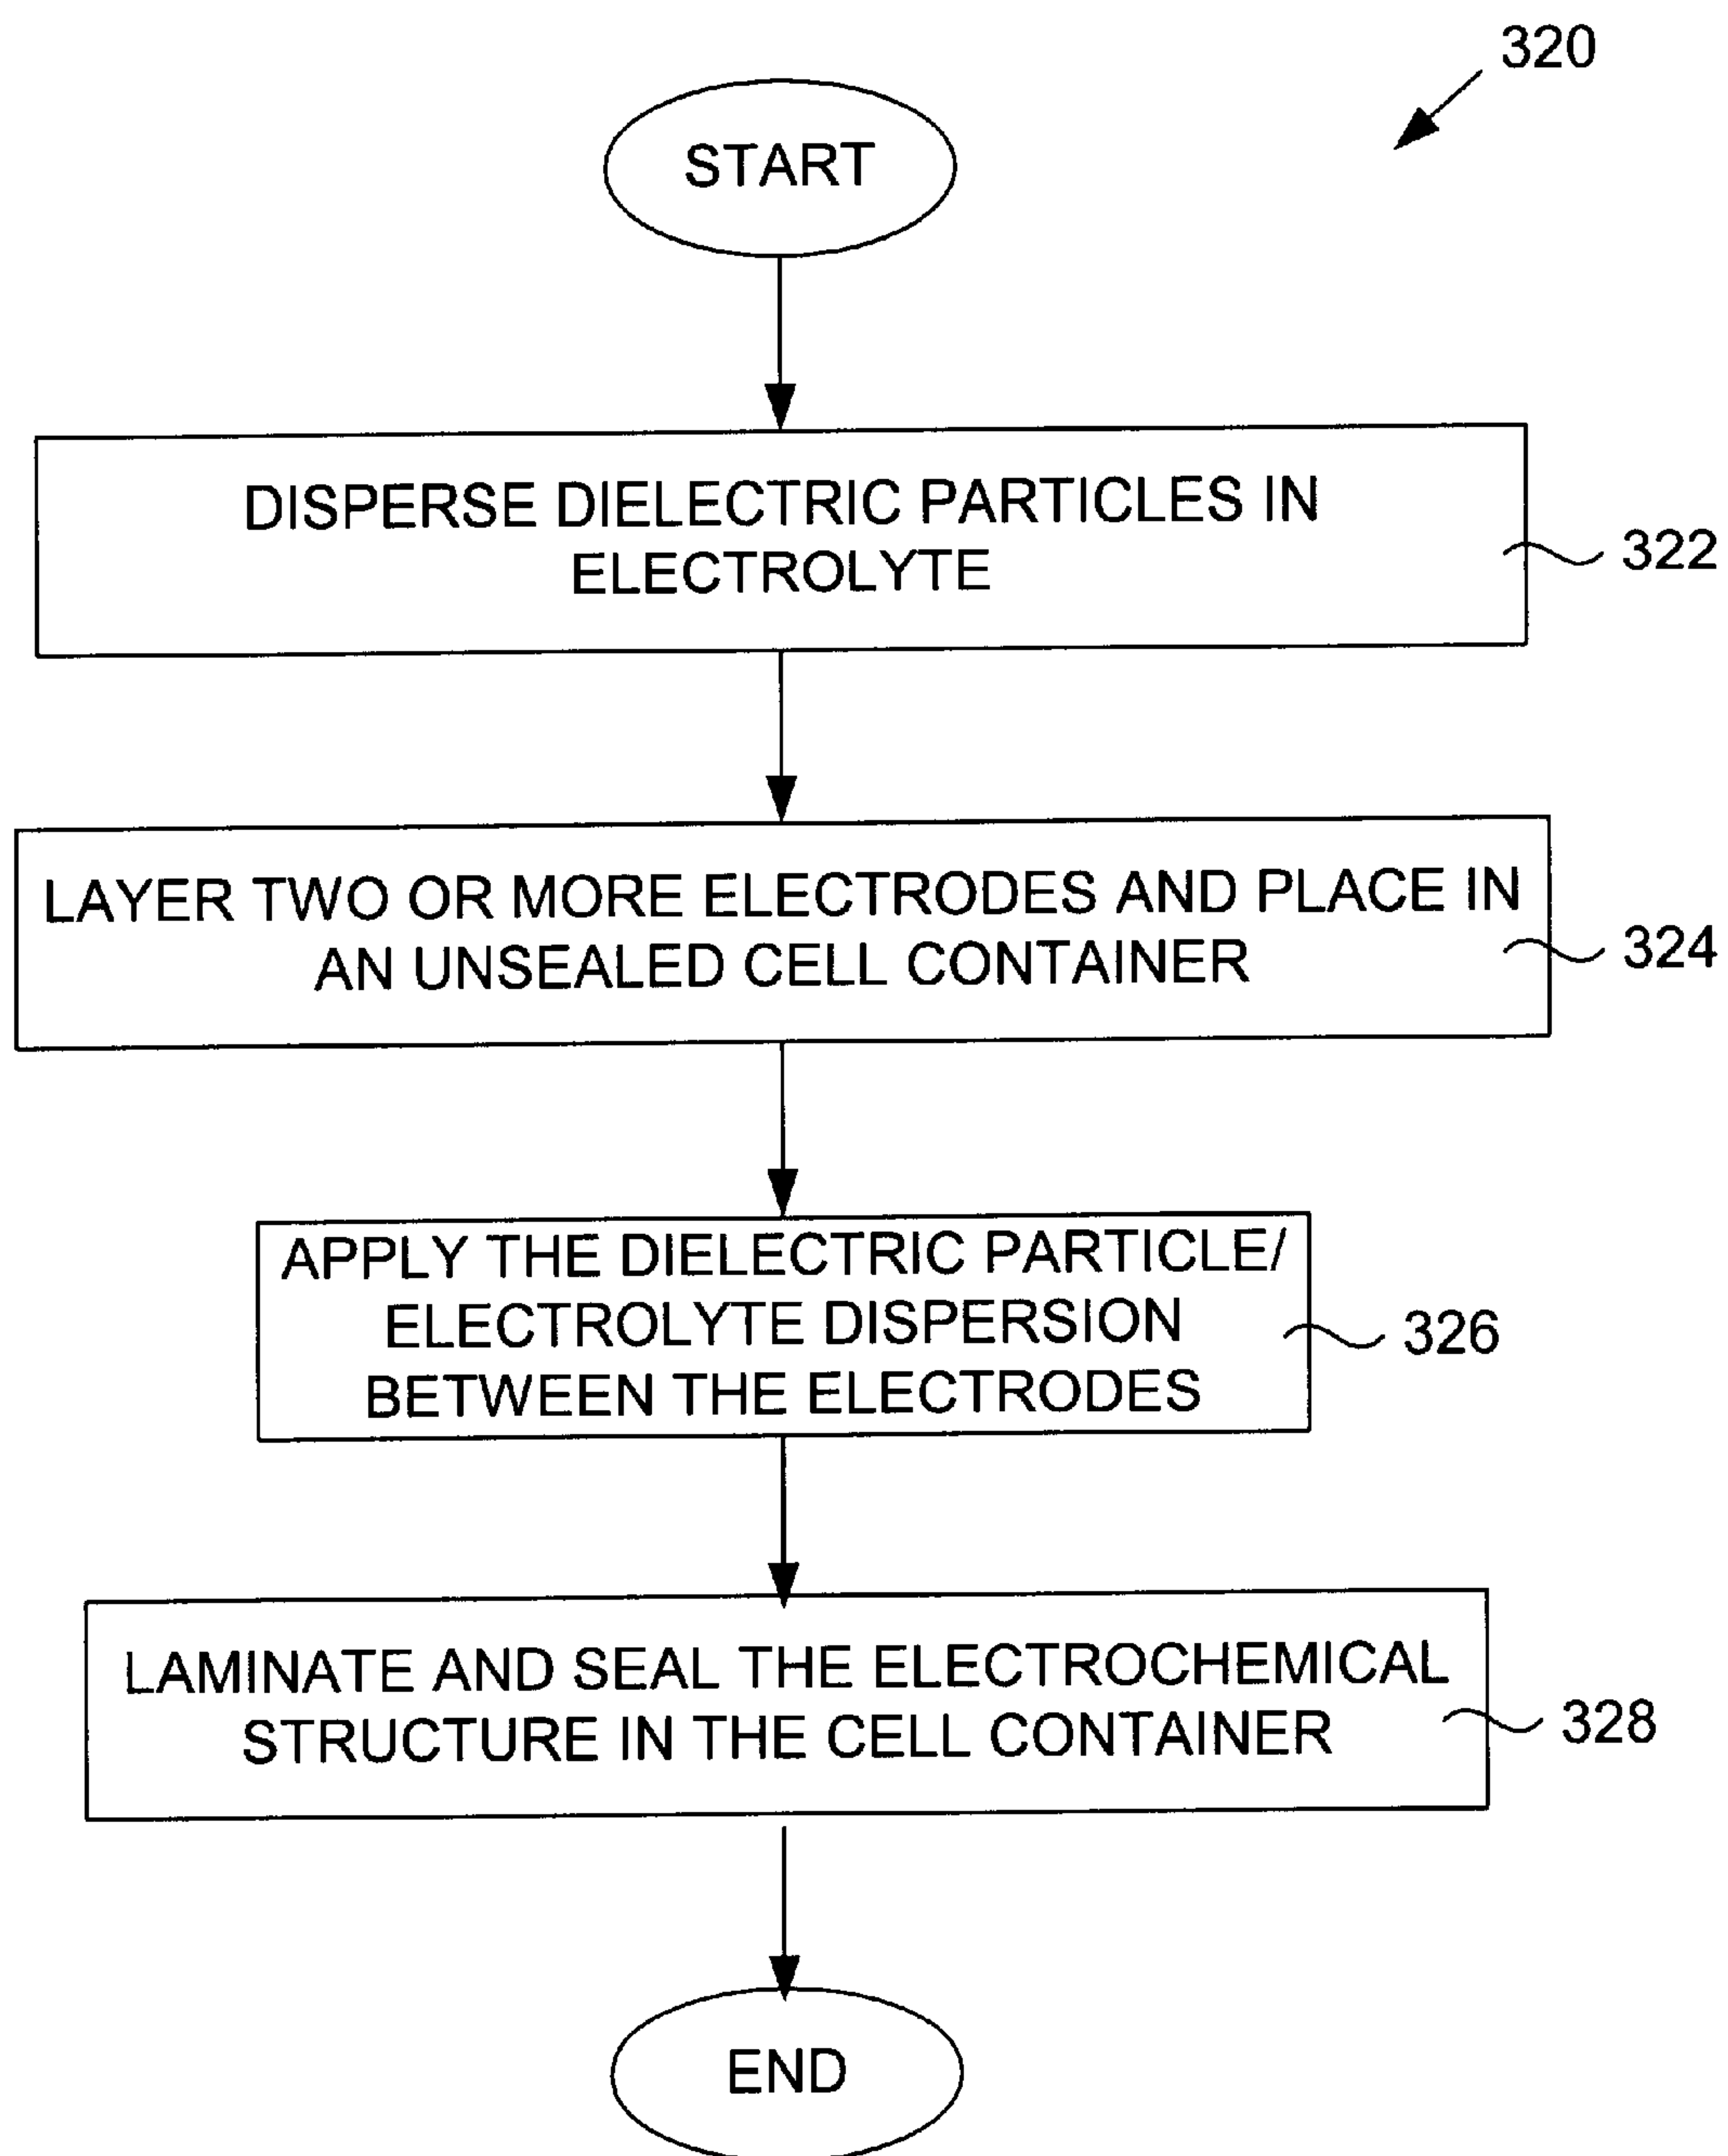 320
START
DISPERSE DIELECTRIC PARTICLES IN
ELECTROLYTE
322
LAYER TWO OR MORE ELECTRODES AND PLACE IN
AN UNSEALED CELL CONTAINER
324
APPLY THE DIELECTRIC PARTICLE/
ELECTROLYTE DISPERSION
BETWEEN THE ELECTRODES
326
LAMINATE AND SEAL THE ELECTROCHEMICAL
STRUCTURE IN THE CELL CONTAINER
328
END